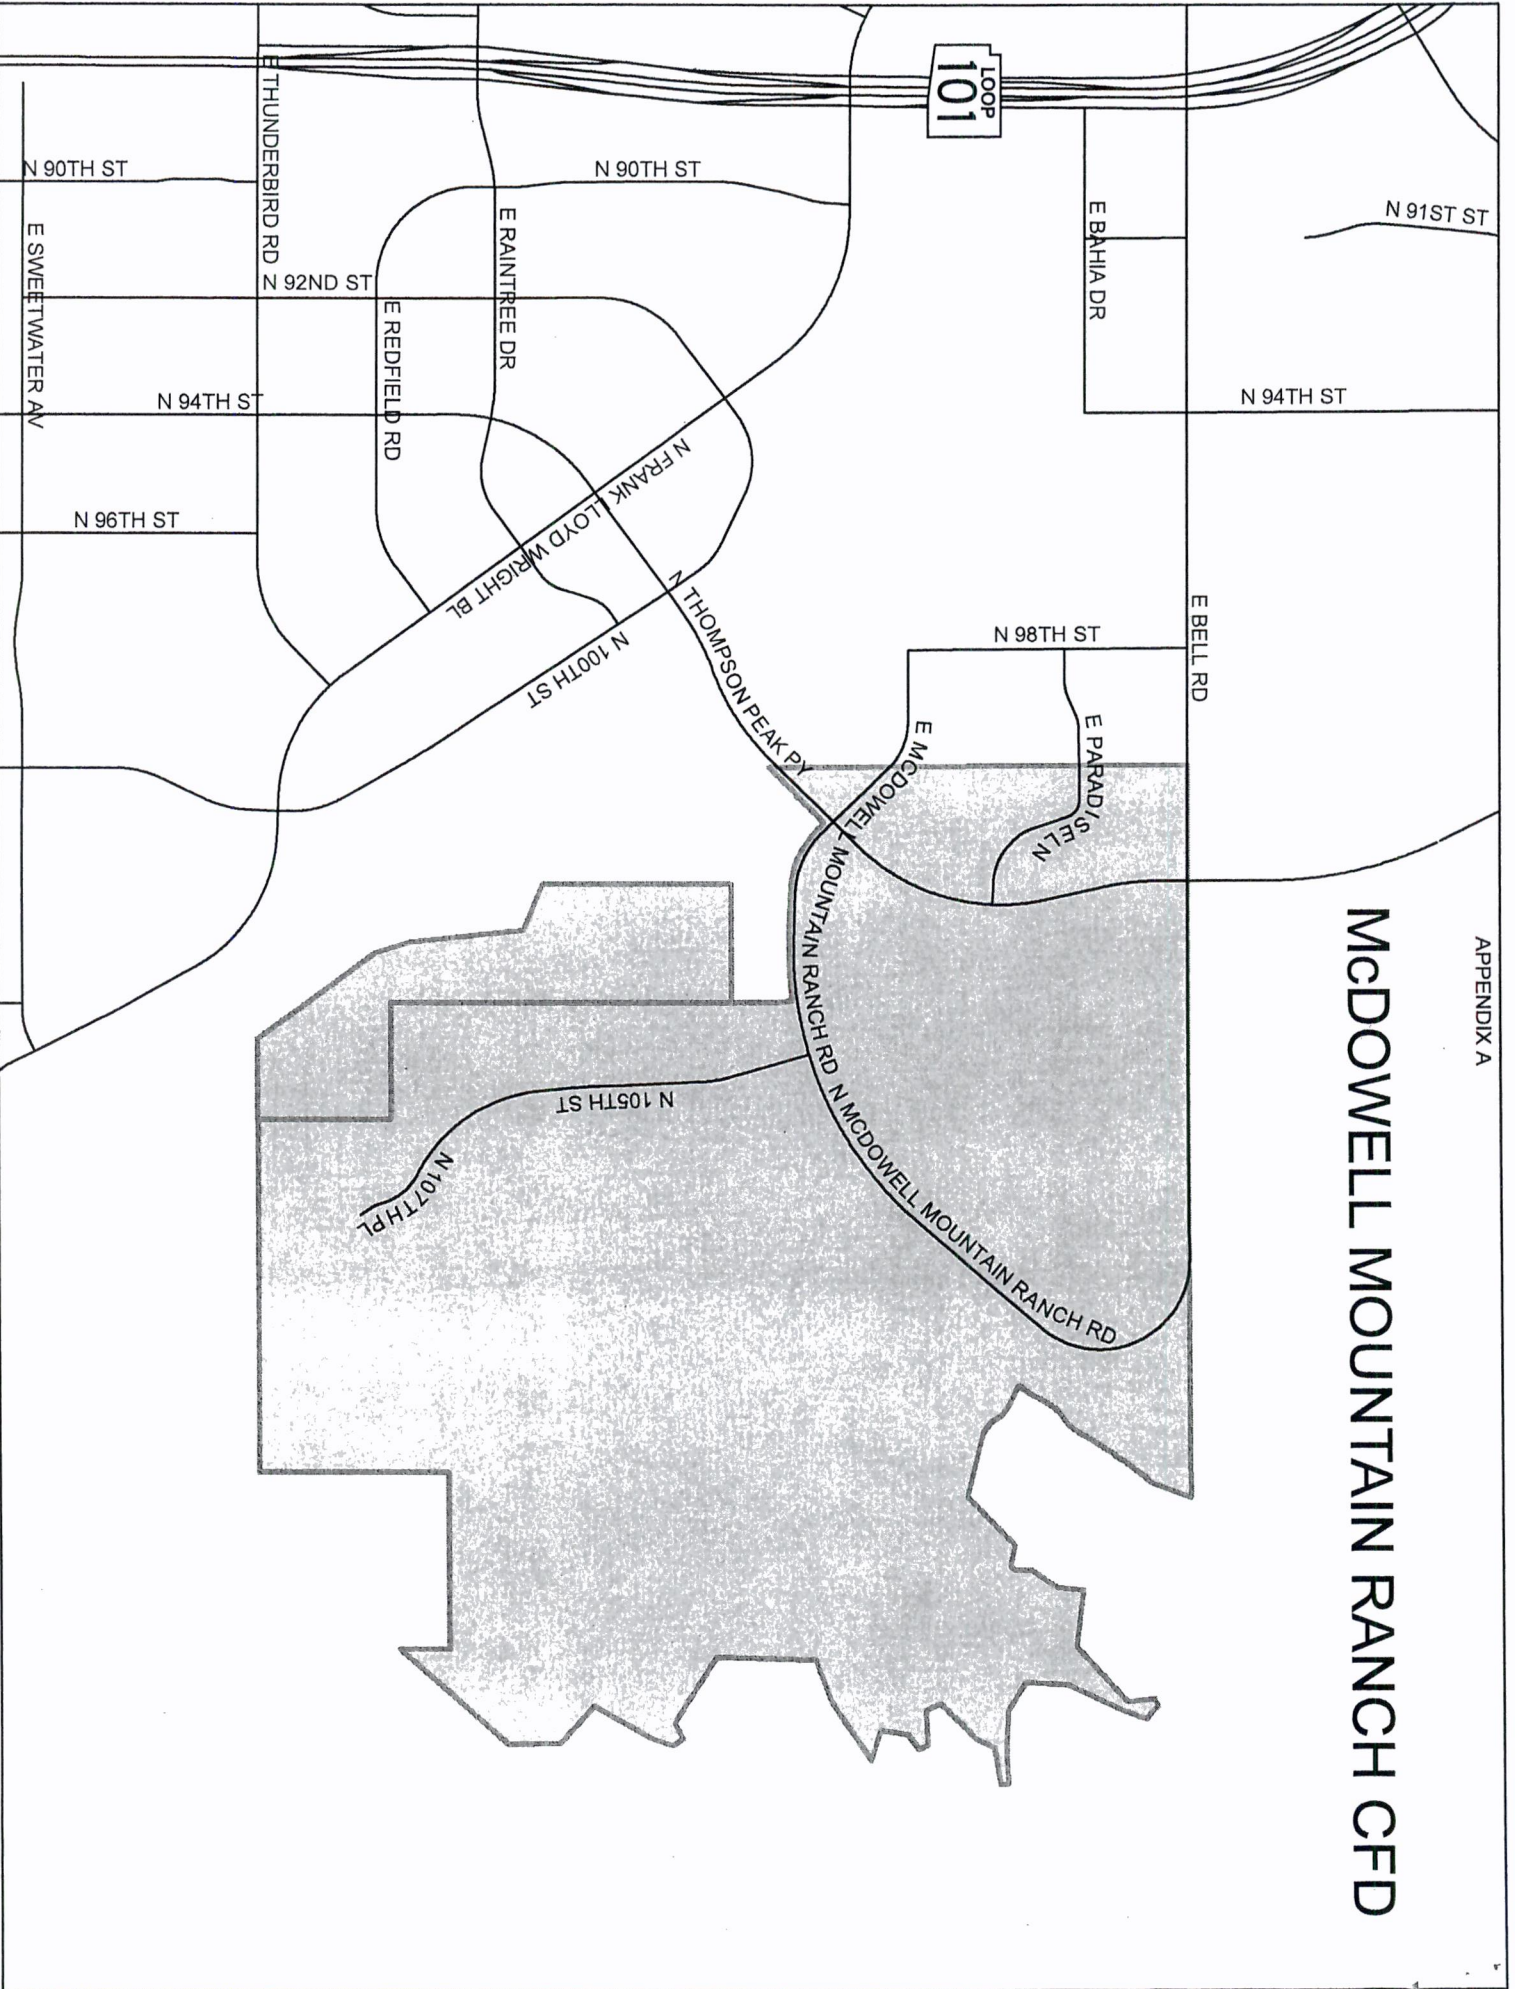 APPENDIX A
McDOWELL MOUNTAIN RANCH CFD
N 91ST ST
N 94TH ST
E BELL RD
E BAHIA DR
N 98TH ST
E PARADISE LN
LOOP
101
E MCDOWELL MOUNTAIN RANCH RD
N MCDOWELL MOUNTAIN RANCH RD
N THOMPSON PEAK PY
N 90TH ST
N FRANK LLOYD WRIGHT BL
N 100TH ST
N 105TH ST
N 107TH PL
E RAINTREE DR
E REDFIELD RD
N 92ND ST
E THUNDERBIRD RD
N 94TH ST
N 90TH ST
N 96TH ST
E SWEETWATER AV